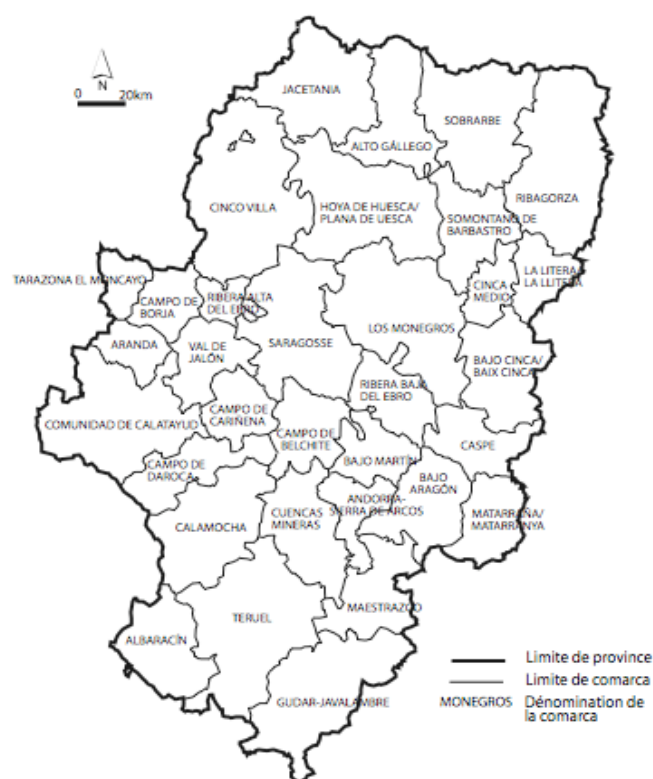 N
0 20km
JACETANIA
SOBRARBE
ALTO GÁLLEGO
RIBAGORZA
CINCO VILLA
HOYA DE HUESCA/
PLANA DE UESCA
SOMONTANO DE
BARBASTRO
TARAZONA EL MONCAYO
CAMPO DE
BORJA
RIBERA ALTA
DEL EBRO
CINCA
MEDIO
LA LITERA/
LA LLITERA
ARANDA
VAL DE
JALÓN
SARAGOSSE
LOS MONEGROS
BAJO CINCA/
BAIX CINCA
RIBERA BAJA
DEL EBRO
COMUNIDAD DE CALATAYUD
CAMPO DE
CARIÑENA
CAMPO DE
BELCHITE
CASPE
CAMPO DE
DAROCA
BAJO MARTÍN
BAJO
ARAGÓN
CALAMOCHA
CUENCAS
MINERAS
ANDORRA-
SIERRA DE ARCOS
MATARRAÑA/
MATARRANYA
MAESTRAZGO
TERUEL
ALBARACÍN
GUDAR-JAVALAMBRE
Limite de province
Limite de comarca
MONEGROS Dénomination de
la comarca